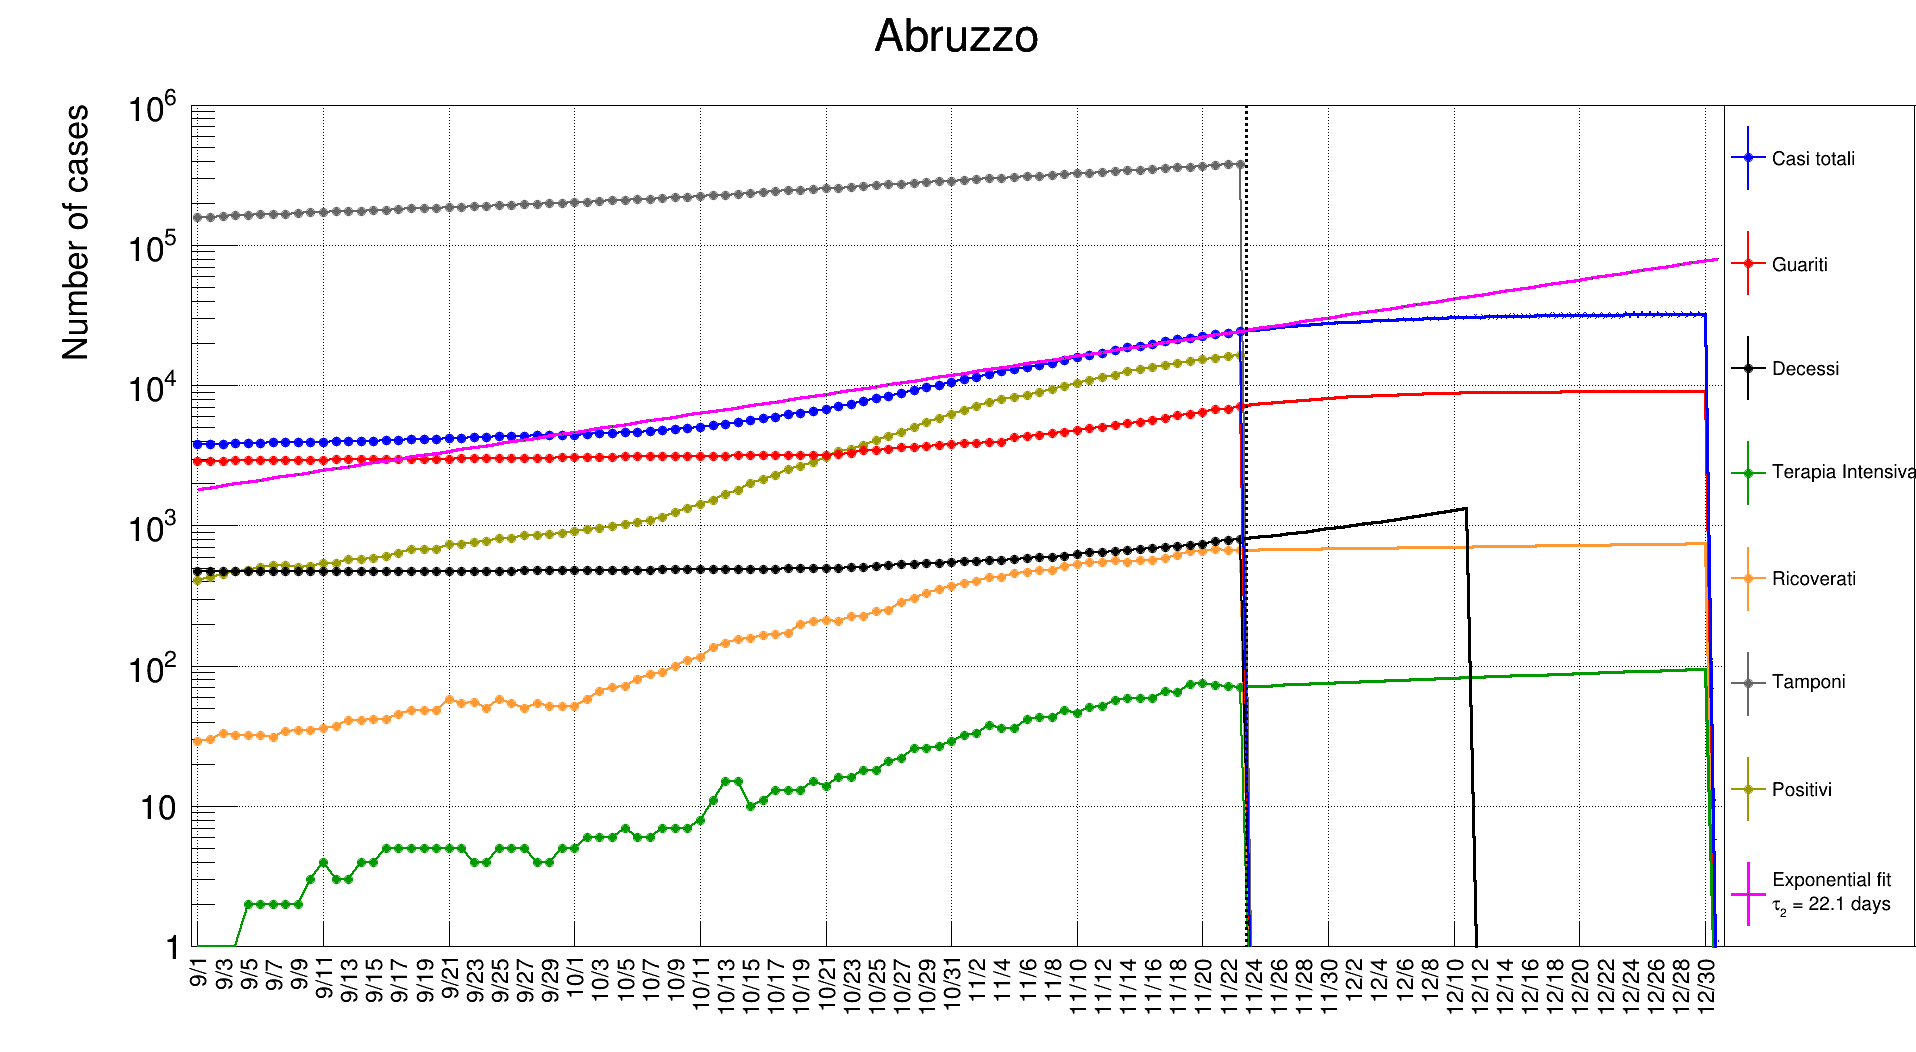 Abruzzo
Number of cases
10^6
10^5
10^4
10^3
10^2
10
1
9/1 9/3 9/5 9/7 9/9 9/11 9/13 9/15 9/17 9/19 9/21 9/23 9/25 9/27 9/29 10/1 10/3 10/5 10/7 10/9 10/11 10/13 10/15 10/17 10/19 10/21 10/23 10/25 10/27 10/29 10/31 11/2 11/4 11/6 11/8 11/10 11/12 11/14 11/16 11/18 11/20 11/22 11/24 11/26 11/28 11/30 12/2 12/4 12/6 12/8 12/10 12/12 12/14 12/16 12/18 12/20 12/22 12/24 12/26 12/28 12/30
Casi totali
Guariti
Decessi
Terapia Intensiva
Ricoverati
Tamponi
Positivi
Exponential fit
τ₂ = 22.1 days